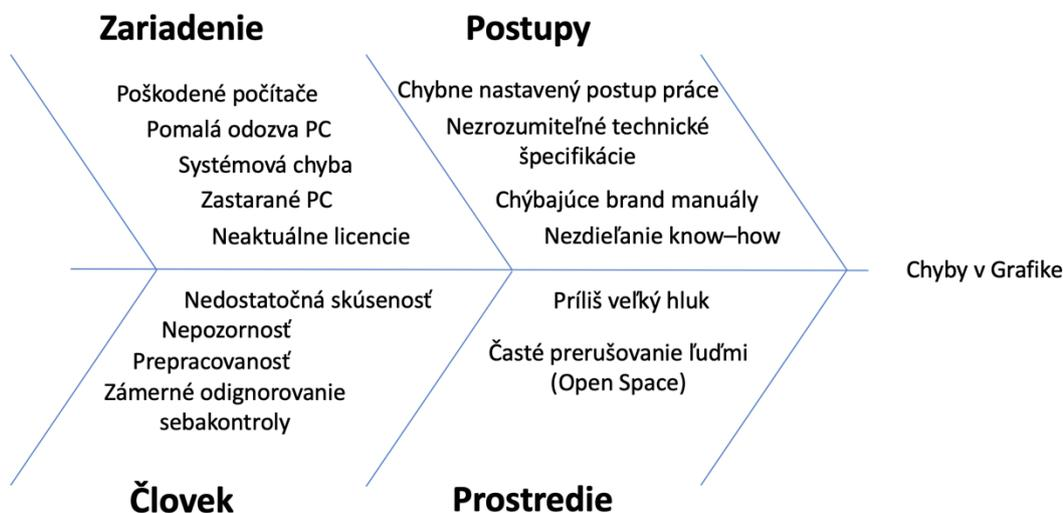 Zariadenie
Postupy
Poškodené počítače
Pomalá odozva PC
Systémová chyba
Zastarané PC
Neaktuálne licencie
Chybne nastavený postup práce
Nezrozumiteľné technické
špecifikácie
Chýbajúce brand manuály
Nezdieľanie know–how
Chyby v Grafike
Nedostatočná skúsenosť
Nepozornosť
Prepracovanosť
Zámerné odignorovanie
sebakontroly
Príliš veľký hluk
Časté prerušovanie ľuďmi
(Open Space)
Človek
Prostredie